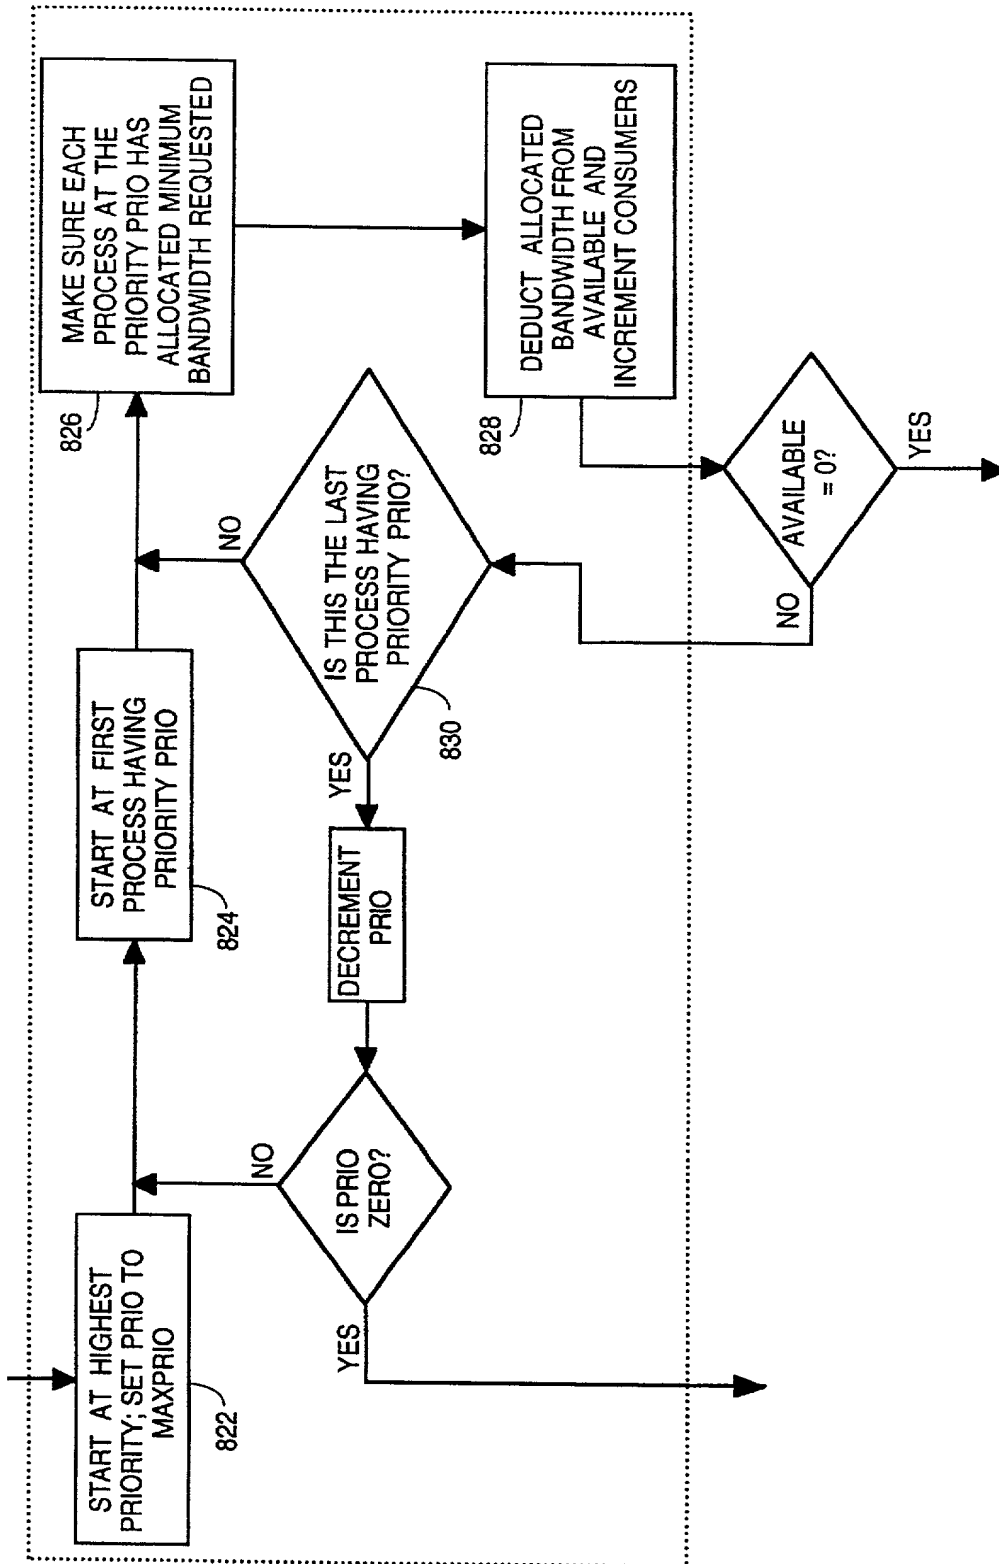 START AT HIGHEST
PRIORITY; SET PRIO TO
MAXPRIO
822
START AT FIRST
PROCESS HAVING
PRIORITY PRIO
824
MAKE SURE EACH
PROCESS AT THE
PRIORITY PRIO HAS
ALLOCATED MINIMUM
BANDWIDTH REQUESTED
826
DEDUCT ALLOCATED
BANDWIDTH FROM
AVAILABLE AND
INCREMENT CONSUMERS
828
AVAILABLE
= 0?
YES
NO
IS THIS THE LAST
PROCESS HAVING
PRIORITY PRIO?
830
NO
YES
DECREMENT
PRIO
IS PRIO
ZERO?
NO
YES